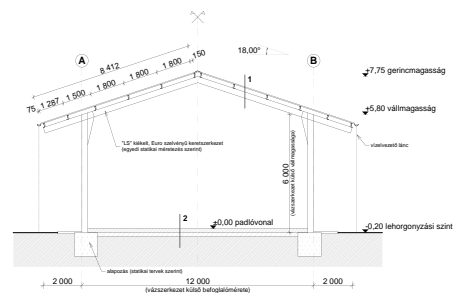 A
B
18,00°
8 412
75
1 287
1 500
1 800
1 800
1 800
150
1
+7,75 gerincmagasság
+5,80 vállmagasság
"LS" kiékelt, Euro szelvényű keretszerkezet
(egyedi statikai méretezés szerint)
vízelvezető lánc
6 000
(vázszerkezet külső vállmagassága)
2
±0,00 padlóvonal
-0,20 lehorgonyzási szint
alapozás (statikai tervek szerint)
2 000
12 000
2 000
(vázszerkezet külső befoglalómérete)